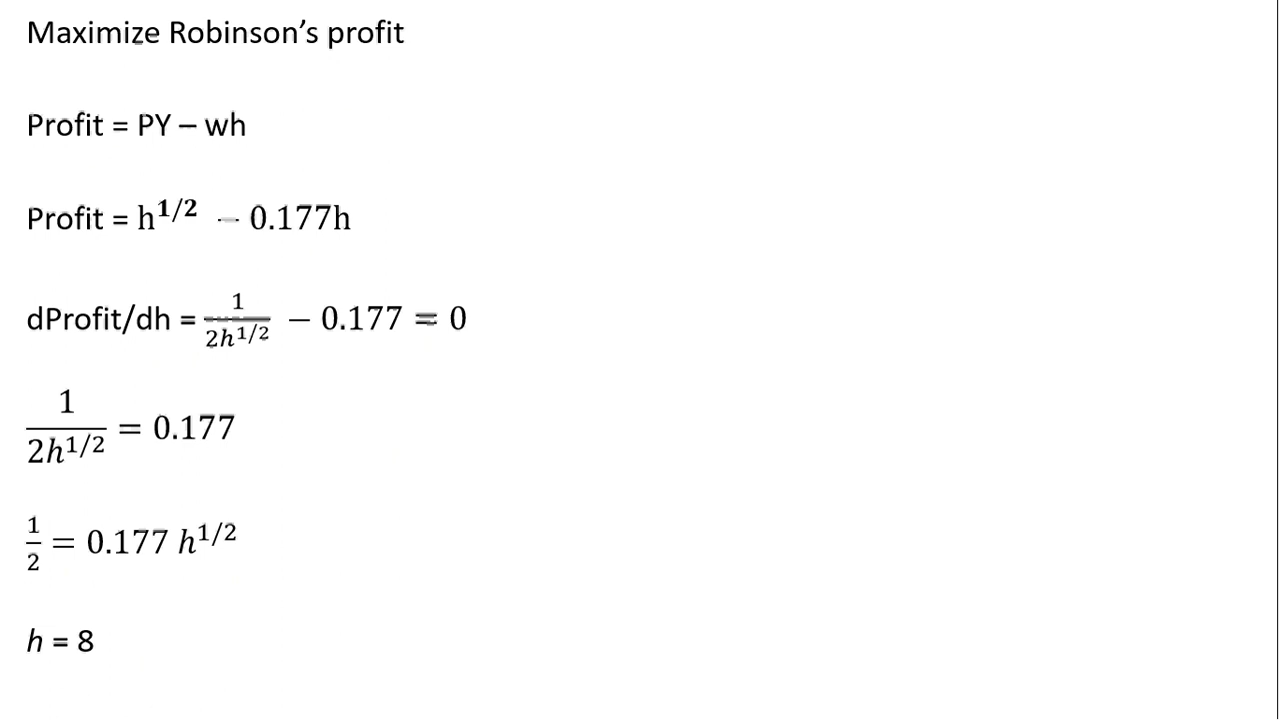 Maximize Robinson’s profit
Profit = PY – wh
Profit = h^1/2 − 0.177h
dProfit/dh = 1/2h^1/2 − 0.177 = 0
1/2h^1/2 = 0.177
1/2 = 0.177 h^1/2
h = 8